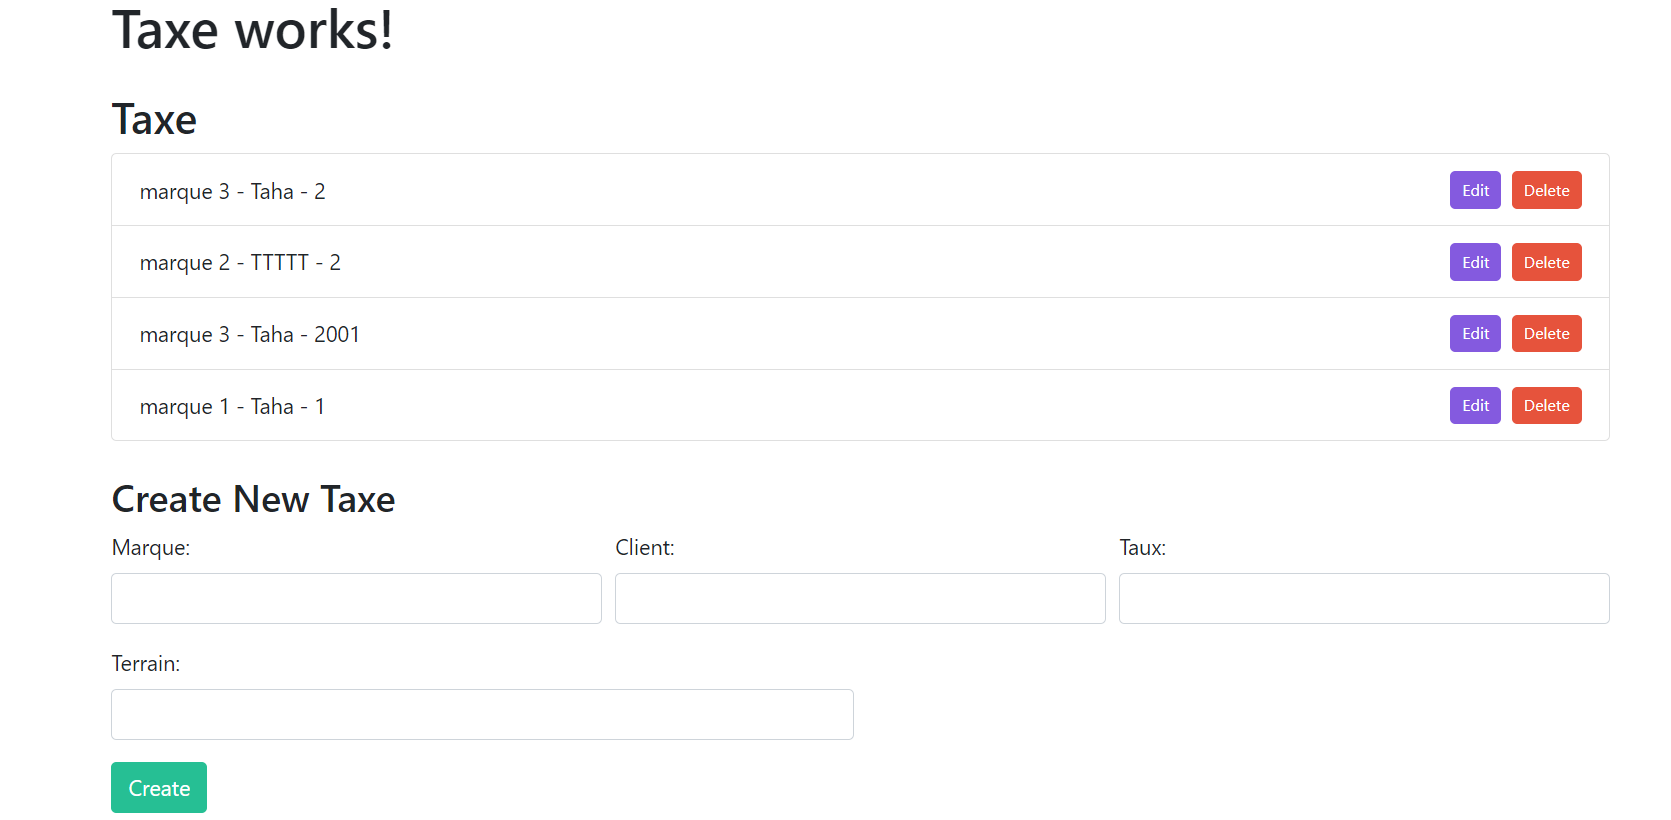 Taxe works!
Taxe
marque 3 - Taha - 2 Edit Delete
marque 2 - TTTTT - 2 Edit Delete
marque 3 - Taha - 2001 Edit Delete
marque 1 - Taha - 1 Edit Delete
Create New Taxe
Marque: Client: Taux:
Terrain:
Create